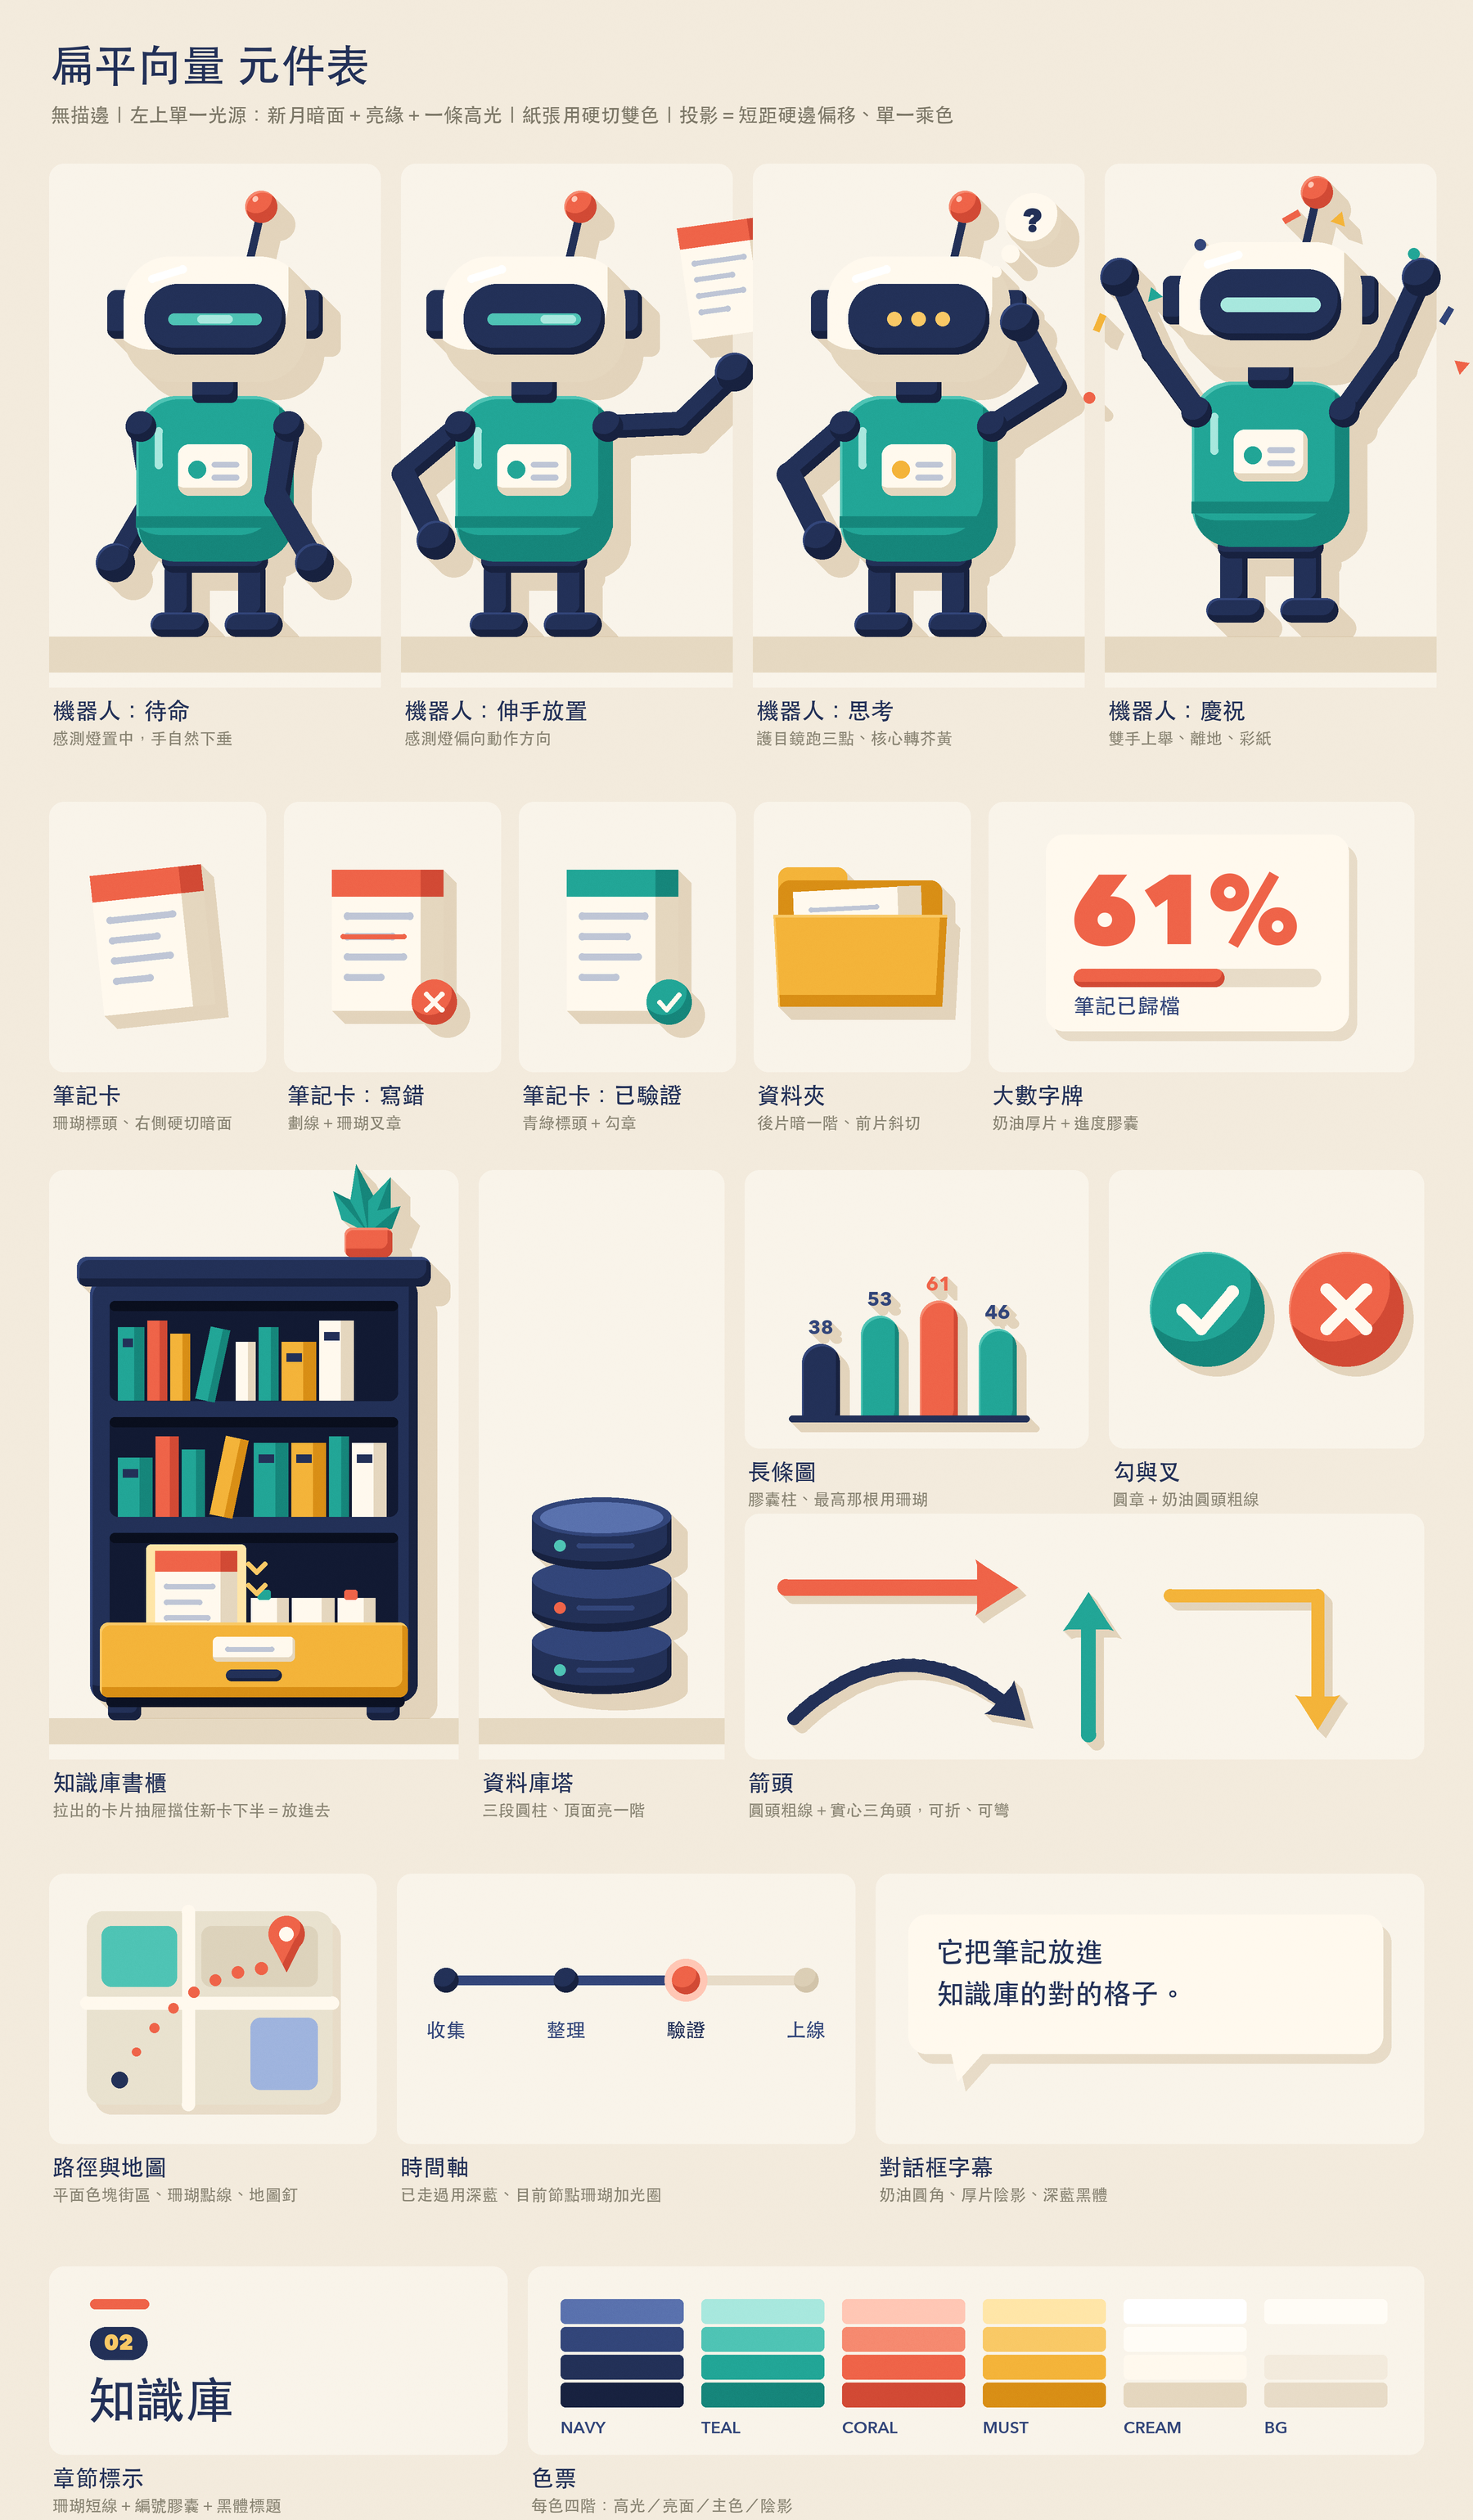 扁平向量 元件表
無描邊｜左上單一光源：新月暗面＋亮緣＋一條高光｜紙張用硬切雙色｜投影＝短距硬邊偏移、單一乘色
?
機器人：待命
感測燈置中，手自然下垂
機器人：伸手放置
感測燈偏向動作方向
機器人：思考
護目鏡跑三點、核心轉芥黃
機器人：慶祝
雙手上舉、離地、彩紙
61%
筆記已歸檔
筆記卡
珊瑚標頭、右側硬切暗面
筆記卡：寫錯
劃線＋珊瑚叉章
筆記卡：已驗證
青綠標頭＋勾章
資料夾
後片暗一階、前片斜切
大數字牌
奶油厚片＋進度膠囊
38
53
61
46
長條圖
膠囊柱、最高那根用珊瑚
勾與叉
圓章＋奶油圓頭粗線
知識庫書櫃
拉出的卡片抽屜擋住新卡下半＝放進去
資料庫塔
三段圓柱、頂面亮一階
箭頭
圓頭粗線＋實心三角頭，可折、可彎
收集
整理
驗證
上線
它把筆記放進
知識庫的對的格子。
路徑與地圖
平面色塊街區、珊瑚點線、地圖釘
時間軸
已走過用深藍、目前節點珊瑚加光圈
對話框字幕
奶油圓角、厚片陰影、深藍黑體
02
知識庫
NAVY
TEAL
CORAL
MUST
CREAM
BG
章節標示
珊瑚短線＋編號膠囊＋黑體標題
色票
每色四階：高光／亮面／主色／陰影